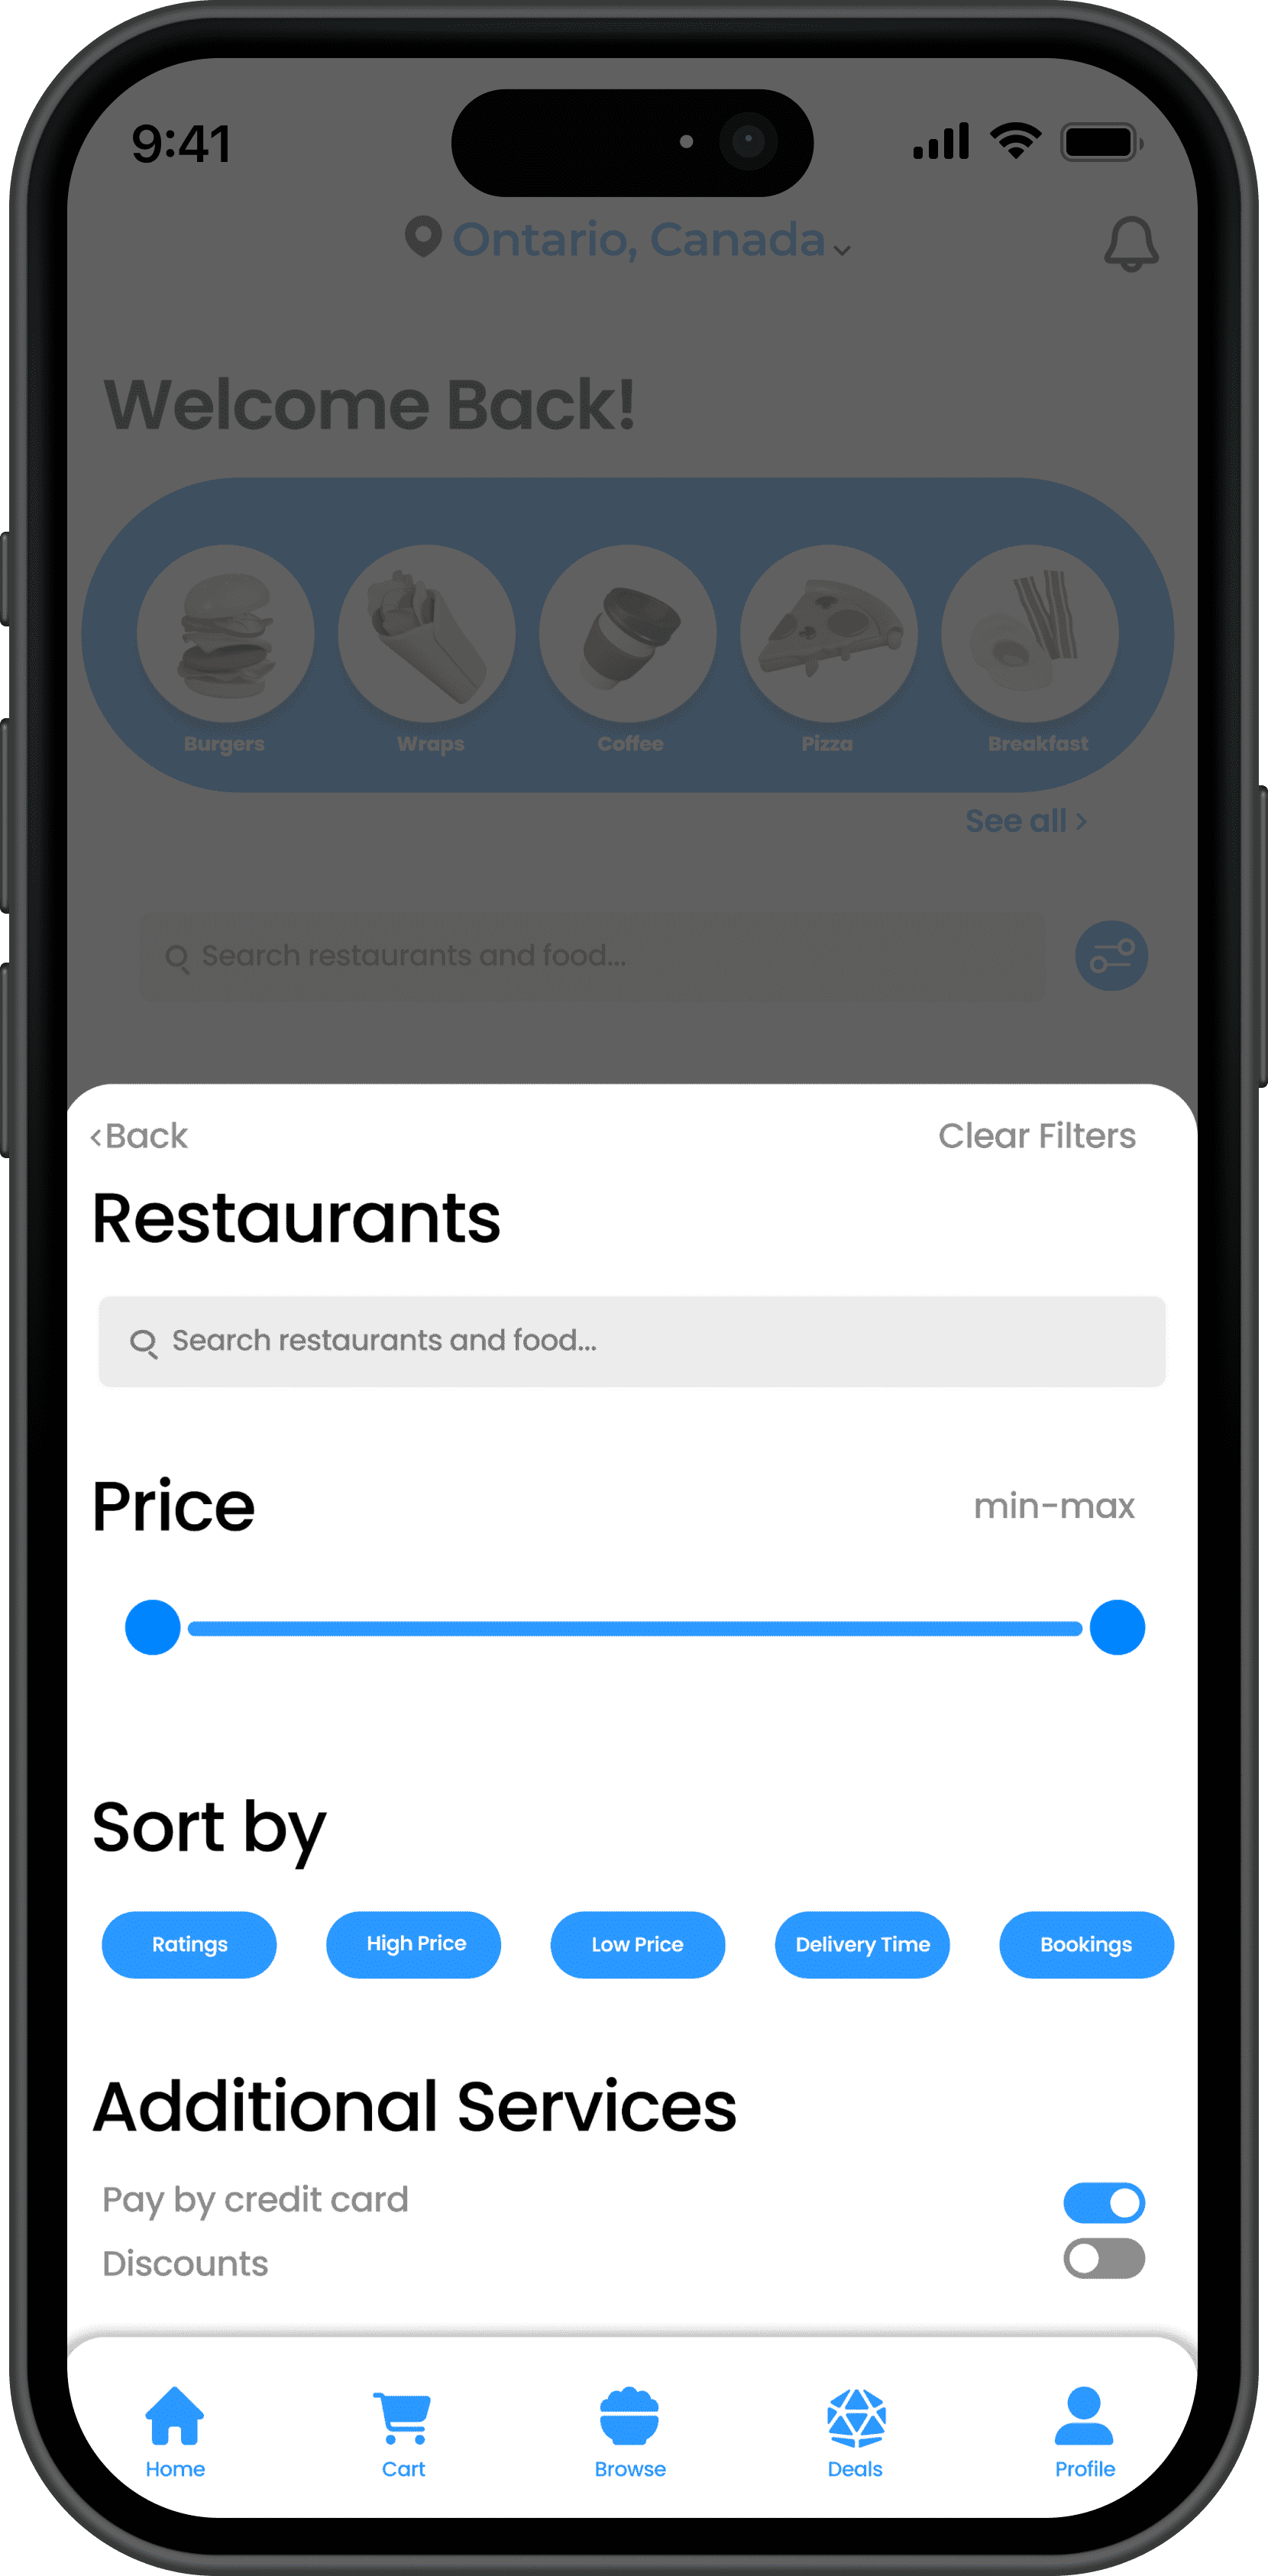 9:41
Ontario, Canada
Welcome Back!
Burgers Wraps Coffee Pizza Breakfast
See all >
Search restaurants and food...
<Back Clear Filters
Restaurants
Search restaurants and food...
Price min-max
Sort by
Ratings High Price Low Price Delivery Time Bookings
Additional Services
Pay by credit card
Discounts
Home Cart Browse Deals Profile